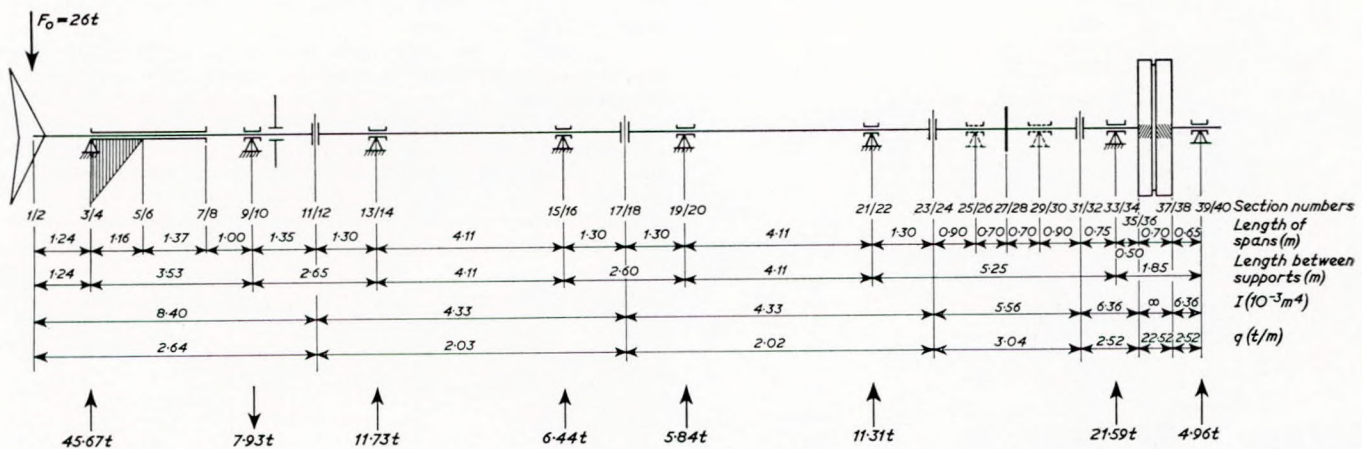 F₀=26t
1/2 3/4 5/6 7/8 9/10 11/12 13/14 15/16 17/18 19/20 21/22 23/24 25/26 27/28 29/30 31/32 33/34 35/36 37/38 39/40 Section numbers
1·24 1·16 1·37 1·00 1·35 1·30 4·11 1·30 1·30 4·11 1·30 0·90 0·70 0·70 0·90 0·75 0·50 0·70 0·65 Length of spans (m)
1·24 3·53 2·65 4·11 2·60 4·11 5·25 1·85 Length between supports (m)
8·40 4·33 4·33 5·56 6·36 ∞ 6·36 I (10⁻³m⁴)
2·64 2·03 2·02 3·04 2·52 22·52 2·52 q (t/m)
45·67t 7·93t 11·73t 6·44t 5·84t 11·31t 21·59t 4·96t